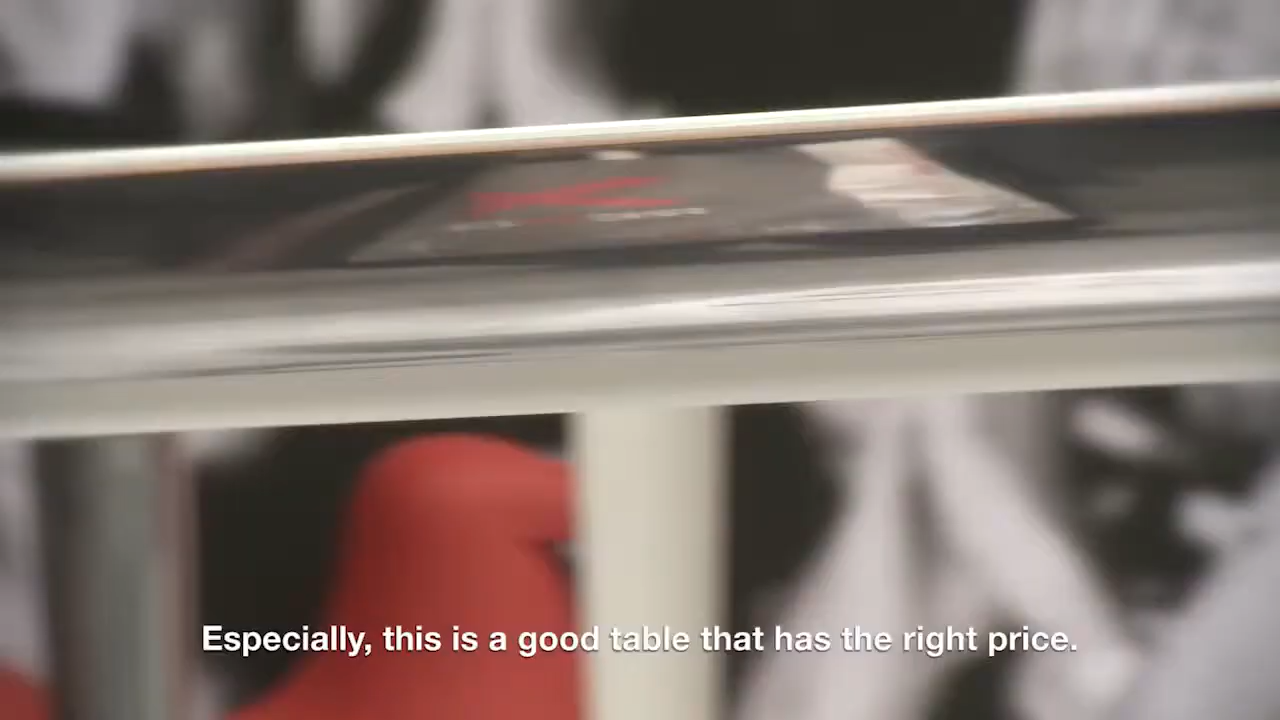 Especially, this is a good table that has the right price.